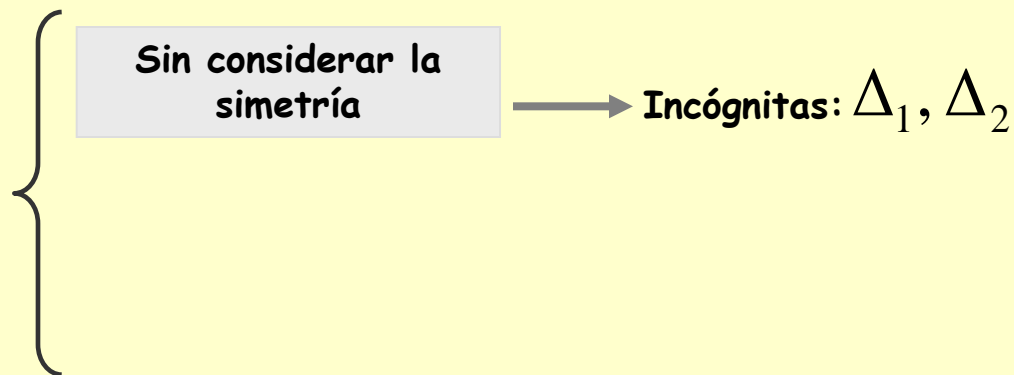 Sin considerar la
simetría
Incógnitas: Δ₁, Δ₂